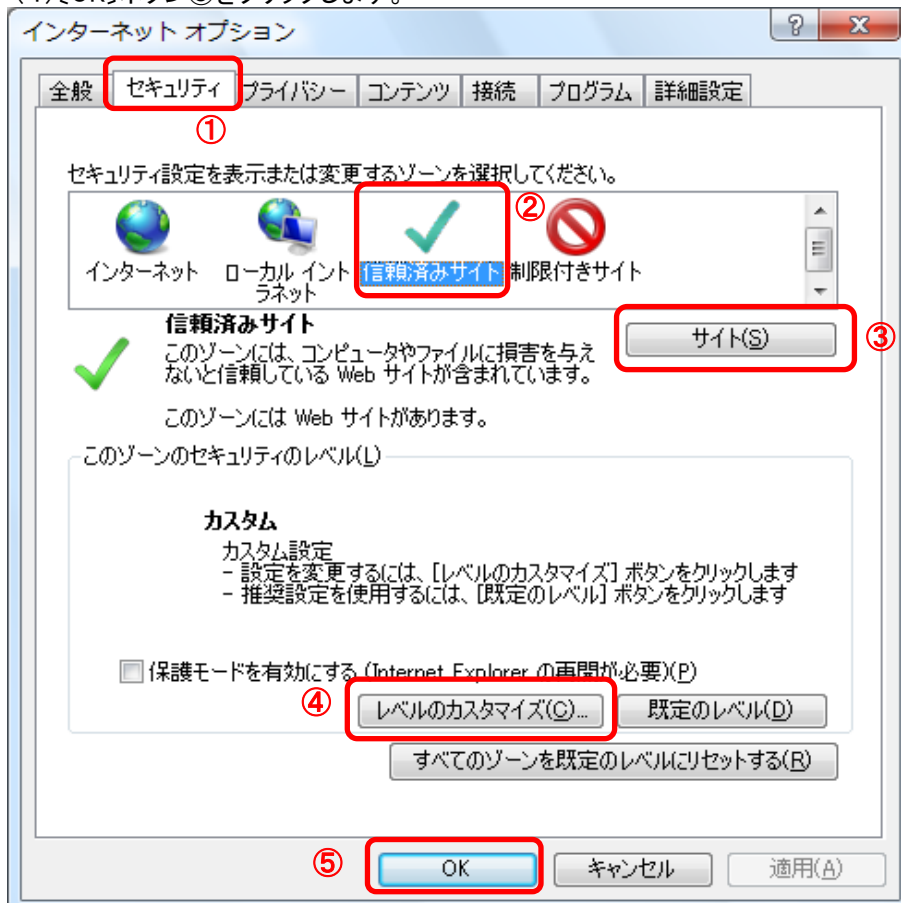 (4)[OK]ボタン⑤をクリックします。
インターネット オプション
全般 セキュリティ プライバシー コンテンツ 接続 プログラム 詳細設定
①
セキュリティ設定を表示または変更するゾーンを選択してください。
②
インターネット ローカル イントラネット 信頼済みサイト 制限付きサイト
信頼済みサイト
サイト(S) ③
このゾーンには、コンピュータやファイルに損害を与え
ないと信頼している Web サイトが含まれています。
このゾーンには Web サイトがあります。
このゾーンのセキュリティのレベル(L)
カスタム
カスタム設定
- 設定を変更するには、[レベルのカスタマイズ] ボタンをクリックします
- 推奨設定を使用するには、[既定のレベル] ボタンをクリックします
保護モードを有効にする (Internet Explorer の再開が必要)(P)
④ レベルのカスタマイズ(C)... 既定のレベル(D)
すべてのゾーンを既定のレベルにリセットする(R)
⑤ OK キャンセル 適用(A)